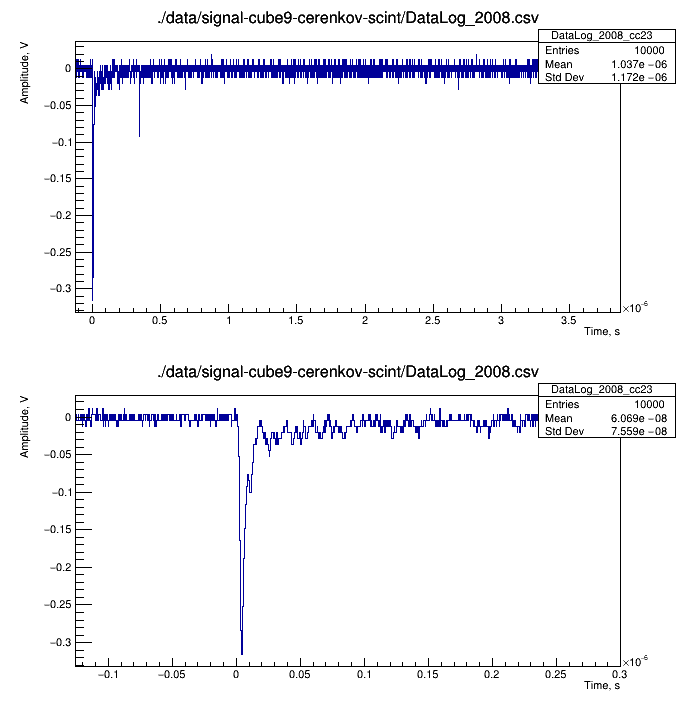 ./data/signal-cube9-cerenkov-scint/DataLog_2008.csv
DataLog_2008_cc23
Entries 10000
Mean 1.037e−06
Std Dev 1.172e−06
Amplitude, V
0
−0.05
−0.1
−0.15
−0.2
−0.25
−0.3
0 0.5 1 1.5 2 2.5 3 3.5
×10⁻⁶
Time, s
./data/signal-cube9-cerenkov-scint/DataLog_2008.csv
DataLog_2008_cc23
Entries 10000
Mean 6.069e−08
Std Dev 7.559e−08
Amplitude, V
0
−0.05
−0.1
−0.15
−0.2
−0.25
−0.3
−0.1 −0.05 0 0.05 0.1 0.15 0.2 0.25 0.3
×10⁻⁶
Time, s